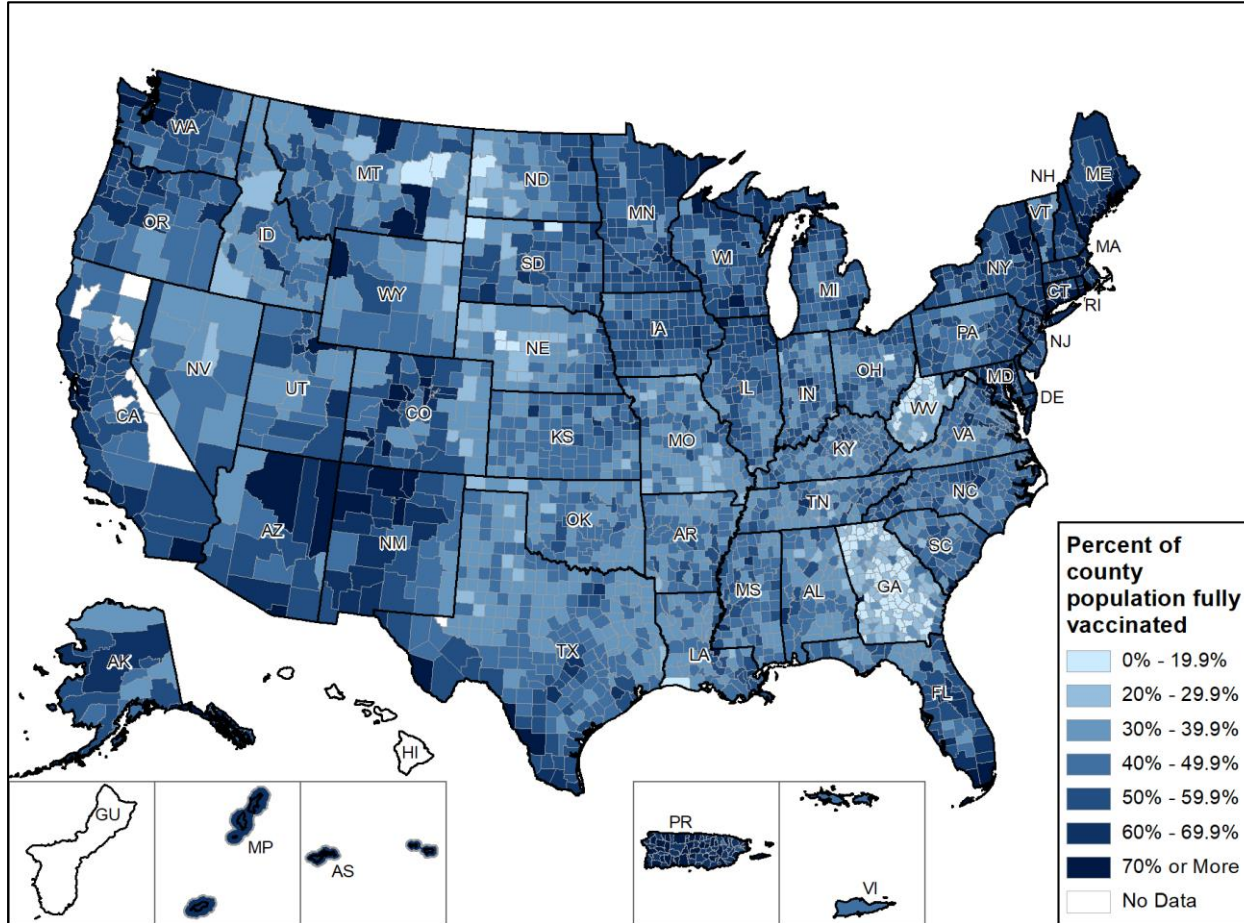 WA
MT
ND
MN
OR
ID
SD
WI
MI
WY
NE
IA
NV
UT
CO
KS
MO
IL
IN
OH
CA
AZ
NM
OK
TX
AR
LA
MS
AL
GA
FL
SC
NC
TN
KY
WV
VA
PA
NY
VT
NH
ME
MA
CT
RI
NJ
MD
DE
AK
HI
GU
MP
AS
PR
VI
Percent of
county
population fully
vaccinated
0% - 19.9%
20% - 29.9%
30% - 39.9%
40% - 49.9%
50% - 59.9%
60% - 69.9%
70% or More
No Data